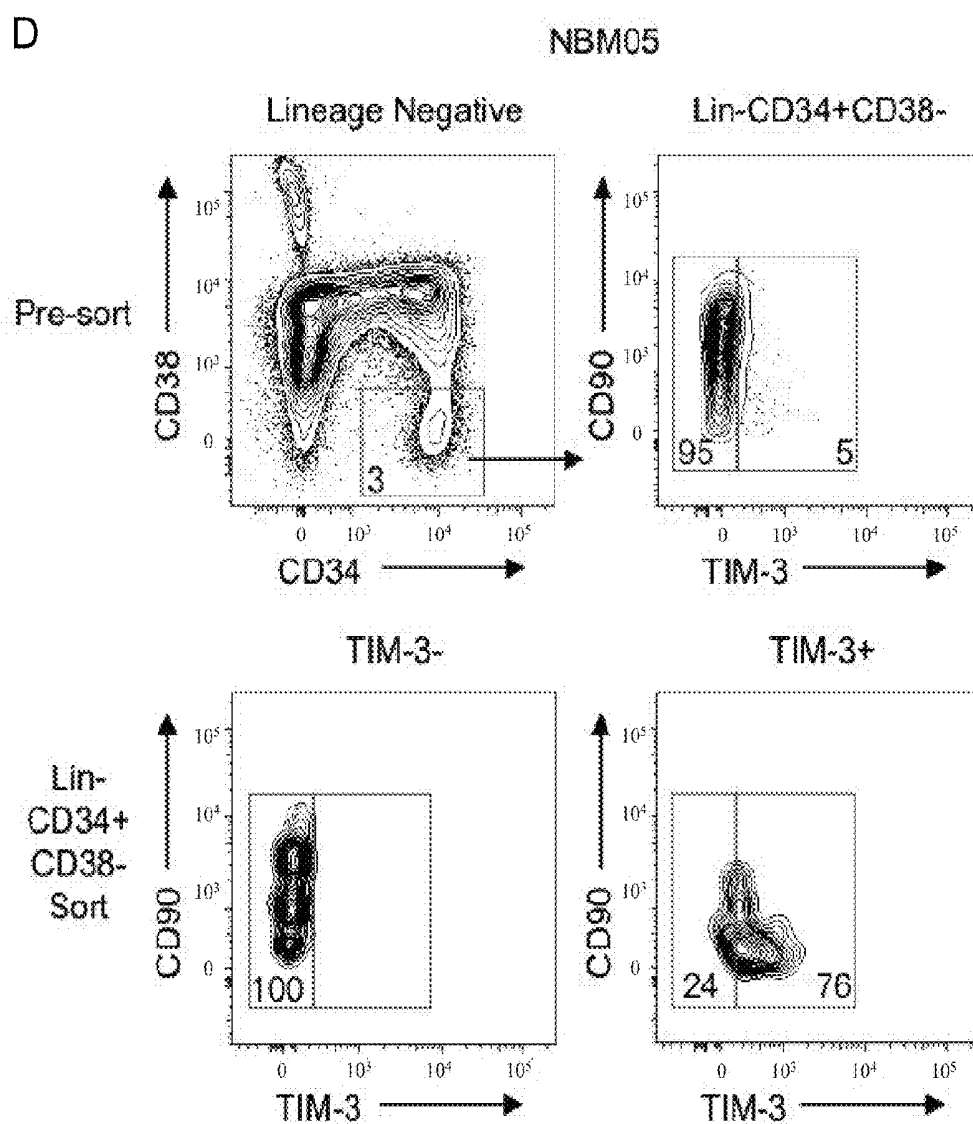 D
NBM05
Lineage Negative
Lin-CD34+CD38-
Pre-sort
CD38
10⁵
10⁴
10³
0
3
0
10³
10⁴
10⁵
CD34
CD90
10⁵
10⁴
10³
0
95
5
0
10³
10⁴
10⁵
TIM-3
TIM-3-
TIM-3+
Lin-
CD34+
CD38-
Sort
CD90
10⁵
10⁴
10³
0
100
0
10³
10⁴
10⁵
TIM-3
CD90
10⁵
10⁴
10³
0
24
76
0
10³
10⁴
10⁵
TIM-3